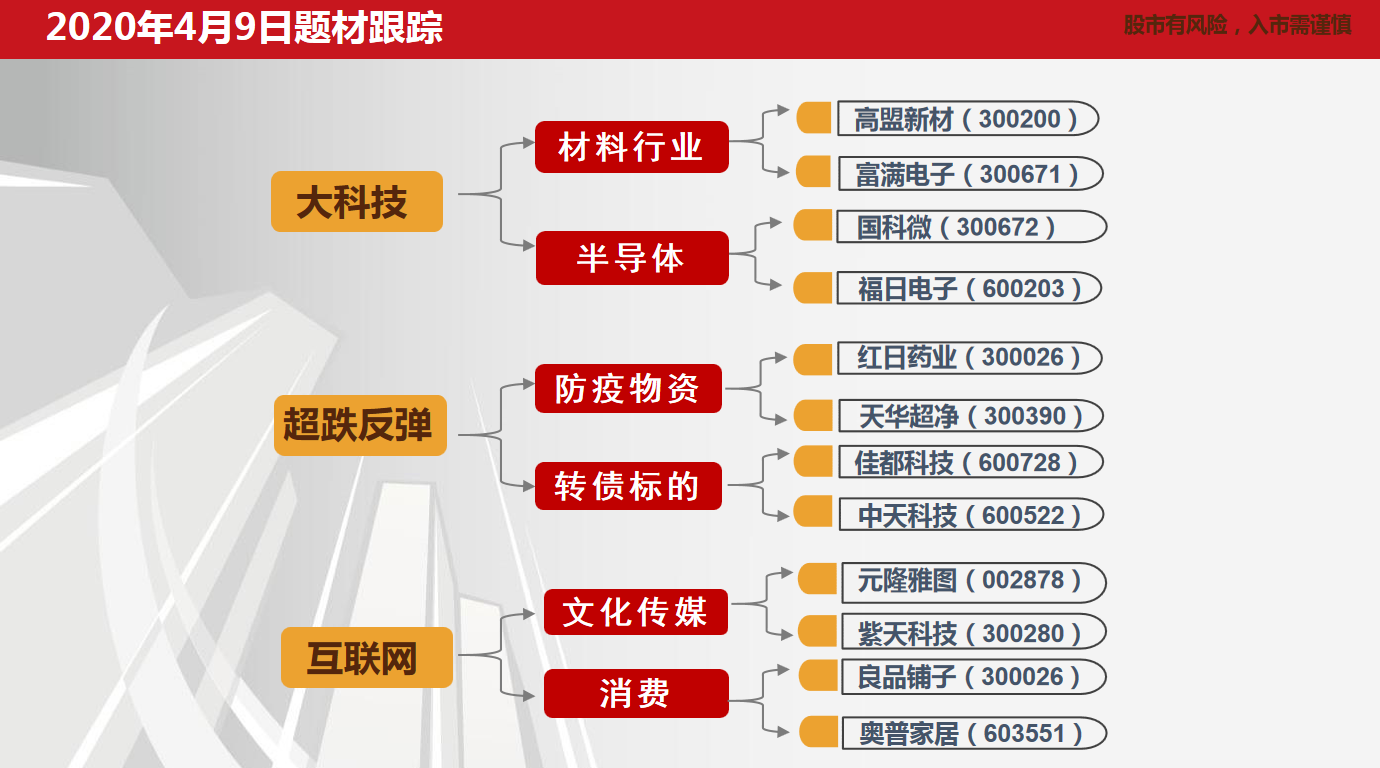 2020年4月9日题材跟踪
股市有风险，入市需谨慎
大科技
材料行业
高盟新材（300200）
富满电子（300671）
半导体
国科微（300672）
福日电子（600203）
超跌反弹
防疫物资
红日药业（300026）
天华超净（300390）
转债标的
佳都科技（600728）
中天科技（600522）
互联网
文化传媒
元隆雅图（002878）
紫天科技（300280）
消费
良品铺子（300026）
奥普家居（603551）